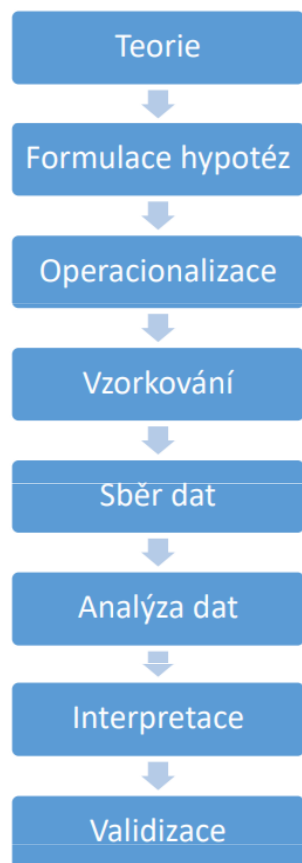 Teorie
Formulace hypotéz
Operacionalizace
Vzorkování
Sběr dat
Analýza dat
Interpretace
Validizace